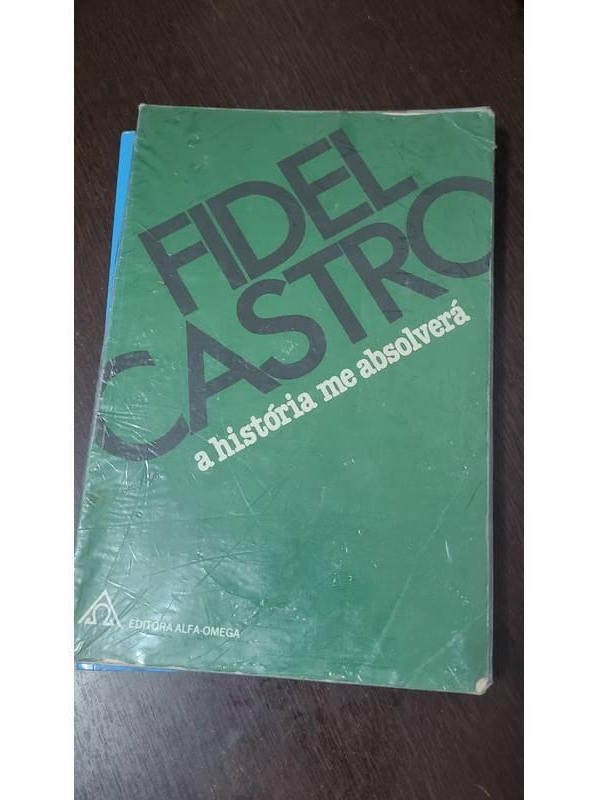 FIDEL
CASTRO
a história me absolverá
EDITORA ALFA-OMEGA